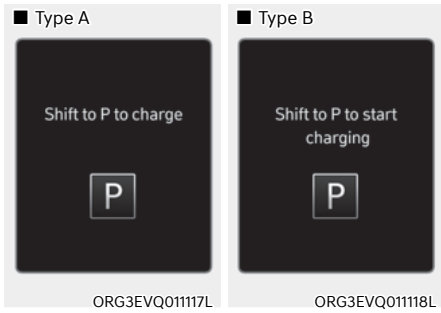 ■ Type A
Shift to P to charge
P
ORG3EVQ011117L
■ Type B
Shift to P to start
charging
P
ORG3EVQ011118L